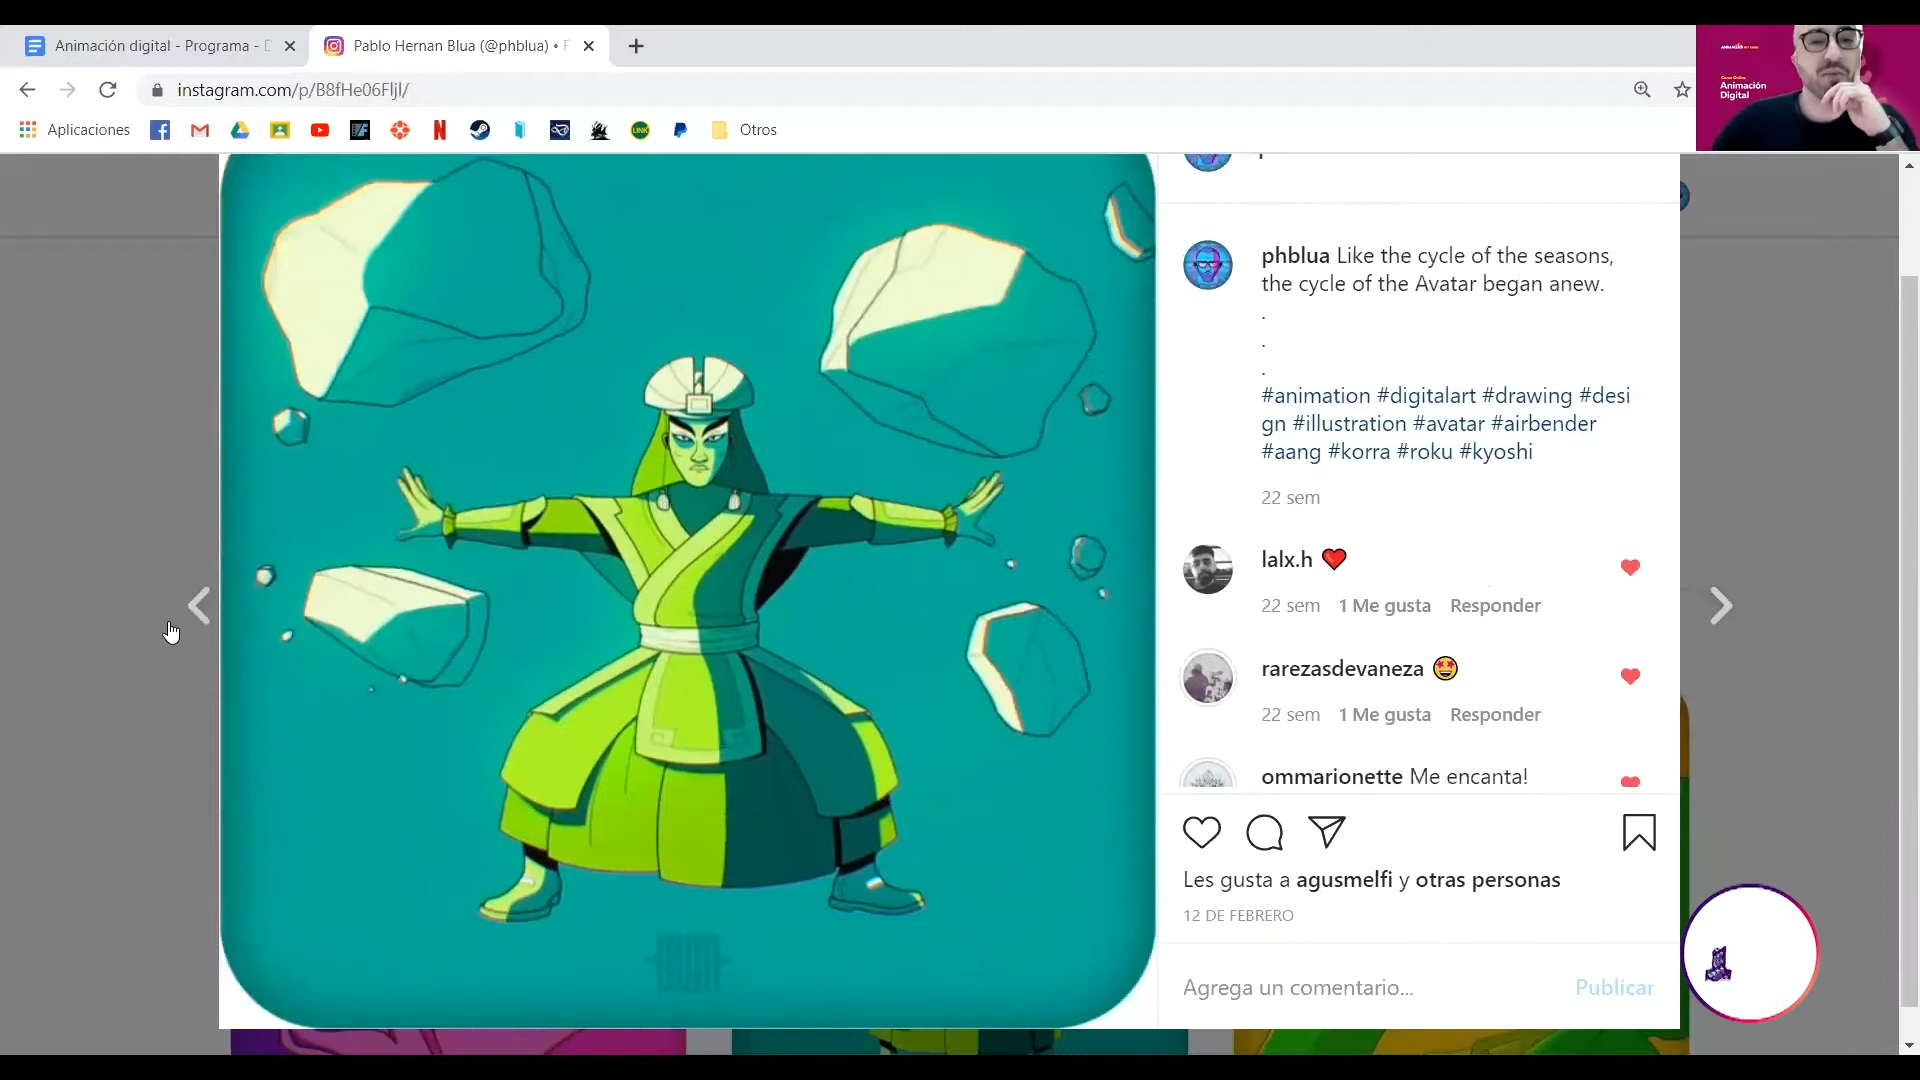 Animación digital - Programa -
Pablo Hernan Blua (@phblua) •
instagram.com/p/B8fHe06Fljl/
Aplicaciones
Otros
Animación
Digital
phblua Like the cycle of the seasons,
the cycle of the Avatar began anew.
.
.
.
#animation #digitalart #drawing #desi
gn #illustration #avatar #airbender
#aang #korra #roku #kyoshi
22 sem
lalx.h ❤️
22 sem 1 Me gusta Responder
rarezasdevaneza 🤩
22 sem 1 Me gusta Responder
ommarionette Me encanta!
Les gusta a agusmelfi y otras personas
12 DE FEBRERO
Agrega un comentario...
Publicar